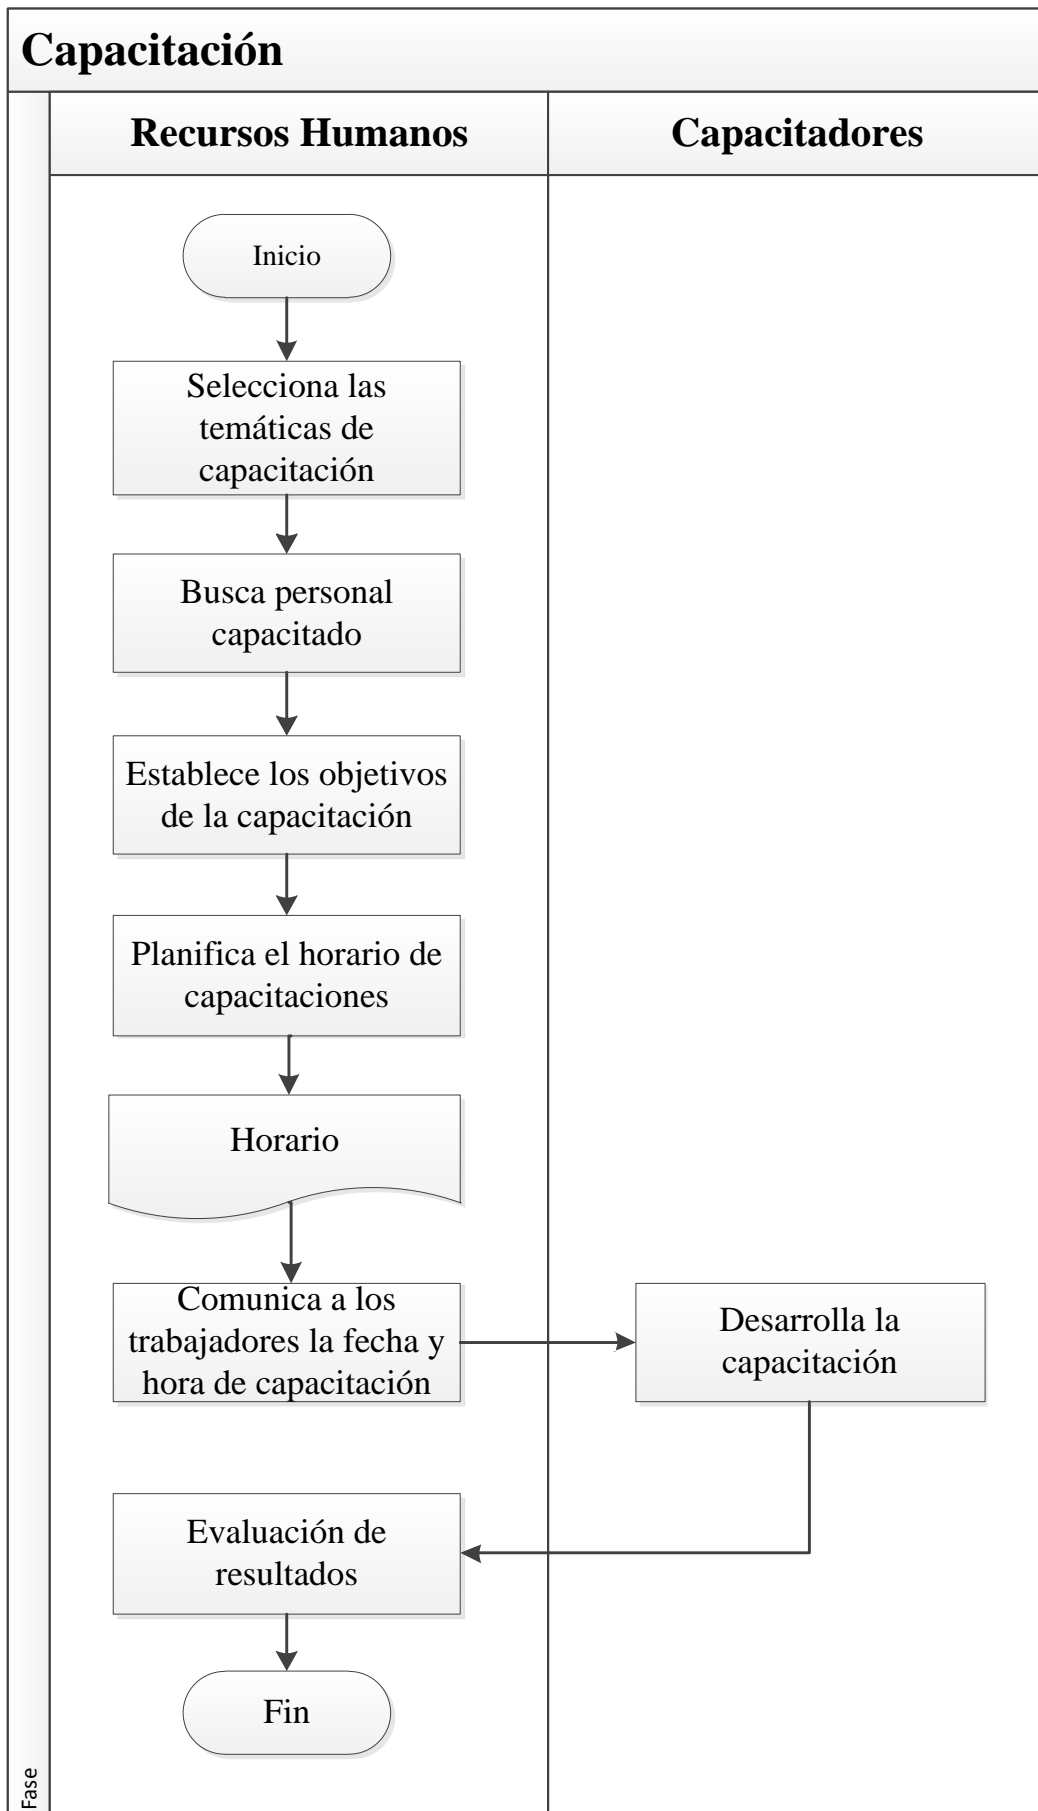 Capacitación
Recursos Humanos
Capacitadores
Inicio
Selecciona las
temáticas de
capacitación
Busca personal
capacitado
Establece los objetivos
de la capacitación
Planifica el horario de
capacitaciones
Horario
Comunica a los
trabajadores la fecha y
hora de capacitación
Desarrolla la
capacitación
Evaluación de
resultados
Fin
Fase